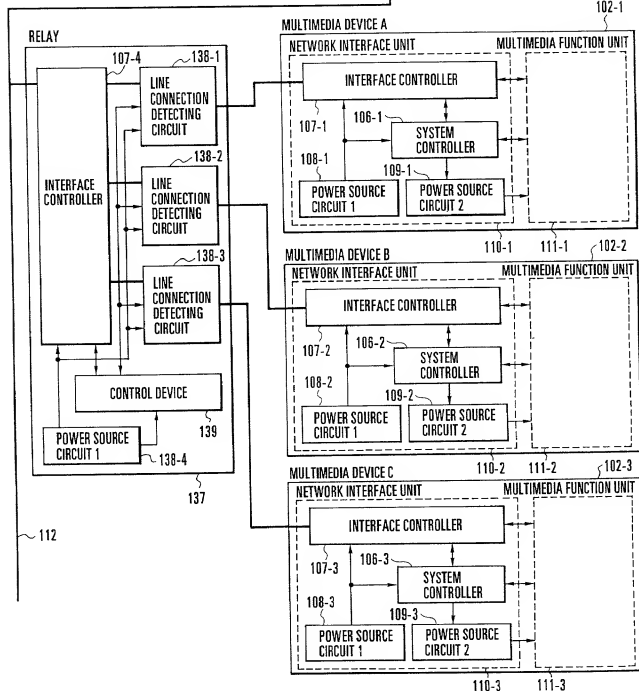 102-1
MULTIMEDIA DEVICE A
NETWORK INTERFACE UNIT
MULTIMEDIA FUNCTION UNIT
INTERFACE CONTROLLER
107-1
106-1
SYSTEM
CONTROLLER
108-1
109-1
POWER SOURCE
CIRCUIT 1
POWER SOURCE
CIRCUIT 2
110-1
111-1
RELAY
107-4
138-1
LINE
CONNECTION
DETECTING
CIRCUIT
138-2
LINE
CONNECTION
DETECTING
CIRCUIT
138-3
LINE
CONNECTION
DETECTING
CIRCUIT
INTERFACE
CONTROLLER
CONTROL DEVICE
139
POWER SOURCE
CIRCUIT 1
138-4
137
112
102-2
MULTIMEDIA DEVICE B
NETWORK INTERFACE UNIT
MULTIMEDIA FUNCTION UNIT
INTERFACE CONTROLLER
107-2
106-2
SYSTEM
CONTROLLER
108-2
109-2
POWER SOURCE
CIRCUIT 1
POWER SOURCE
CIRCUIT 2
110-2
111-2
102-3
MULTIMEDIA DEVICE C
NETWORK INTERFACE UNIT
MULTIMEDIA FUNCTION UNIT
INTERFACE CONTROLLER
107-3
106-3
SYSTEM
CONTROLLER
108-3
109-3
POWER SOURCE
CIRCUIT 1
POWER SOURCE
CIRCUIT 2
110-3
111-3